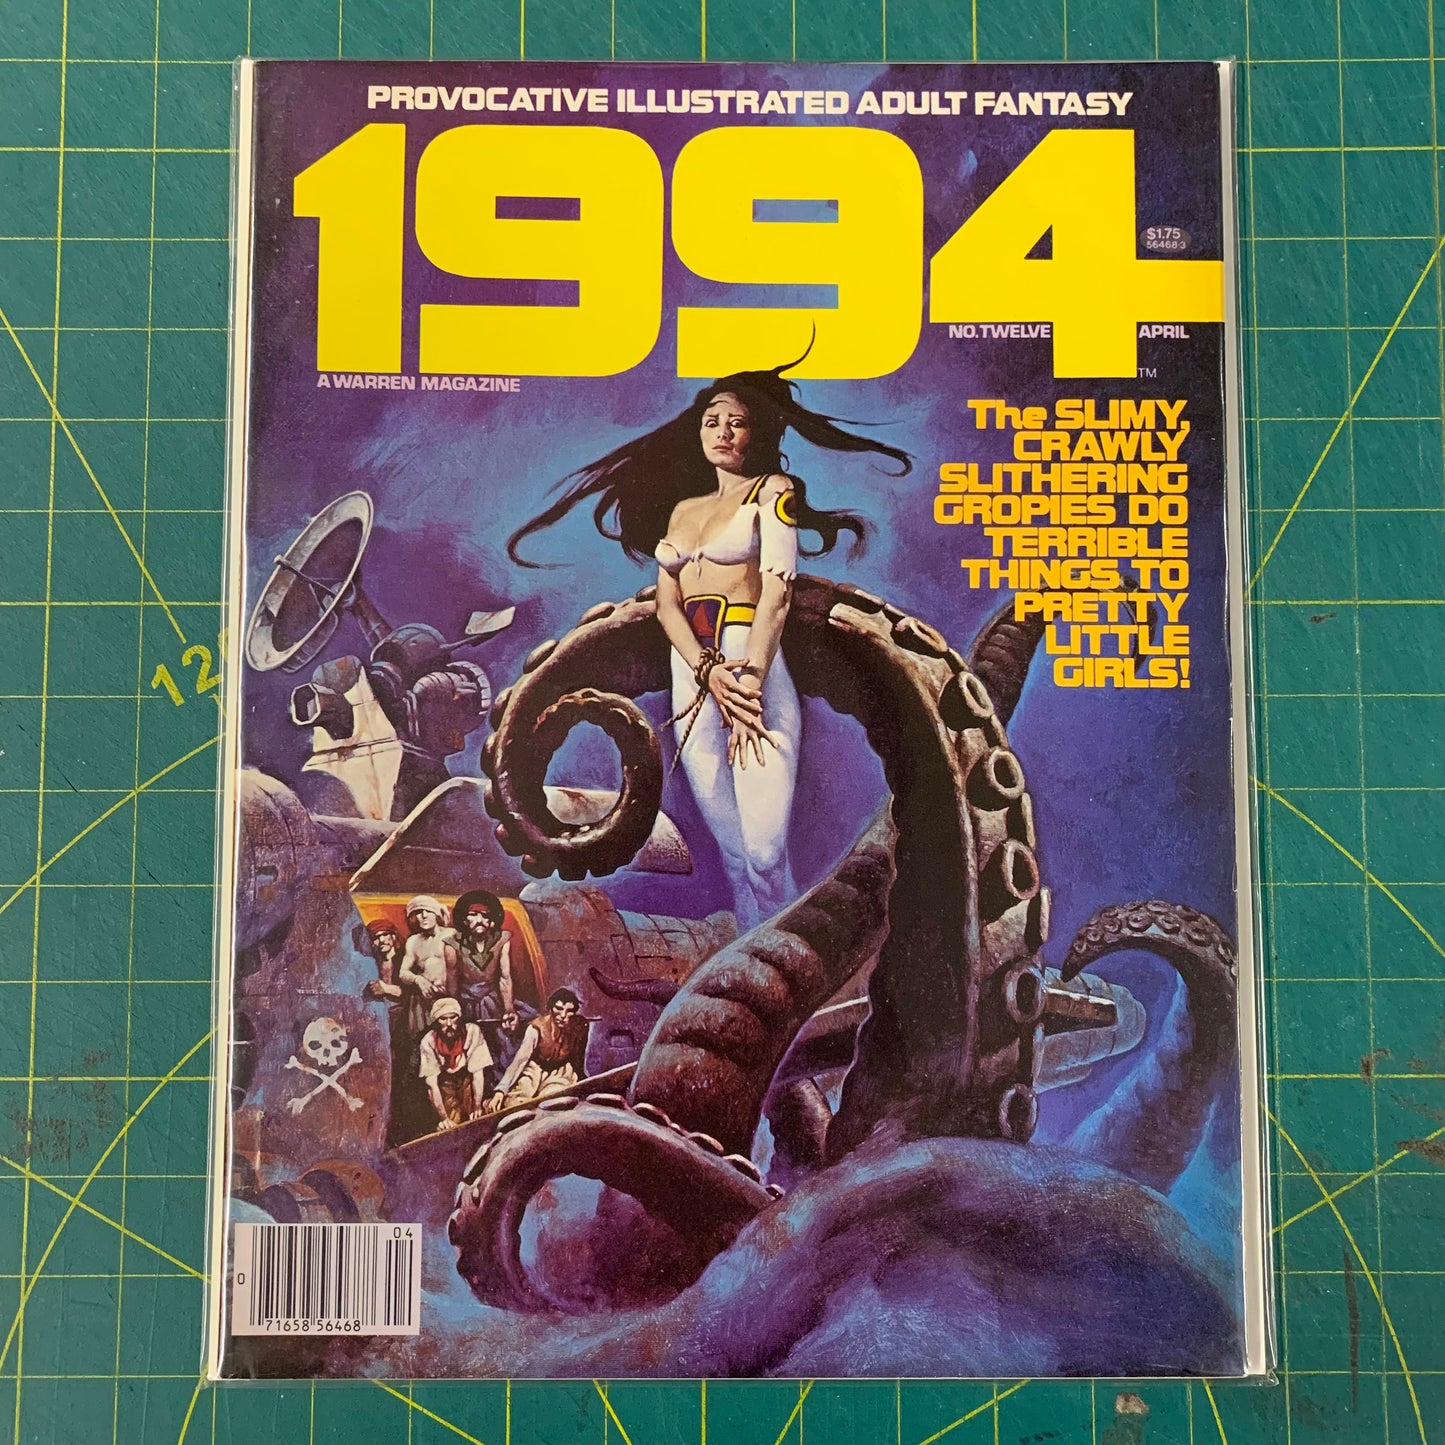 PROVOCATIVE ILLUSTRATED ADULT FANTASY
1994
$1.75
56468-3
NO. TWELVE
APRIL
TM
A WARREN MAGAZINE
The SLIMY,
CRAWLY
SLITHERING
GROPIES DO
TERRIBLE
THINGS TO
PRETTY
LITTLE
GIRLS!
12
04
0
71658 56468